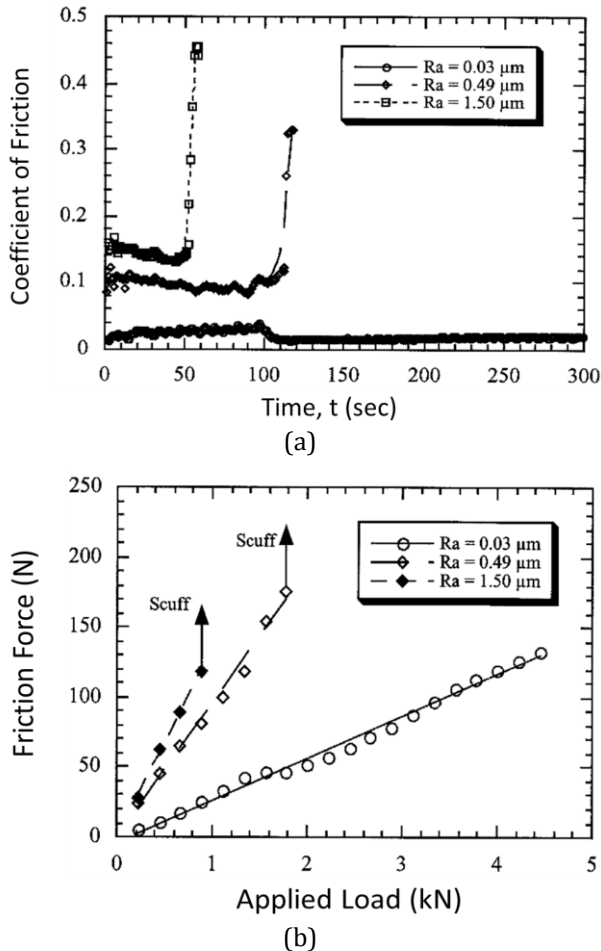 0.5
0.4
0.3
0.2
0.1
0
Coefficient of Friction
Ra = 0.03 µm
Ra = 0.49 µm
Ra = 1.50 µm
0 50 100 150 200 250 300
Time, t (sec)
(a)
250
200
150
100
50
0
Friction Force (N)
Scuff
Scuff
Ra = 0.03 µm
Ra = 0.49 µm
Ra = 1.50 µm
0 1 2 3 4 5
Applied Load (kN)
(b)